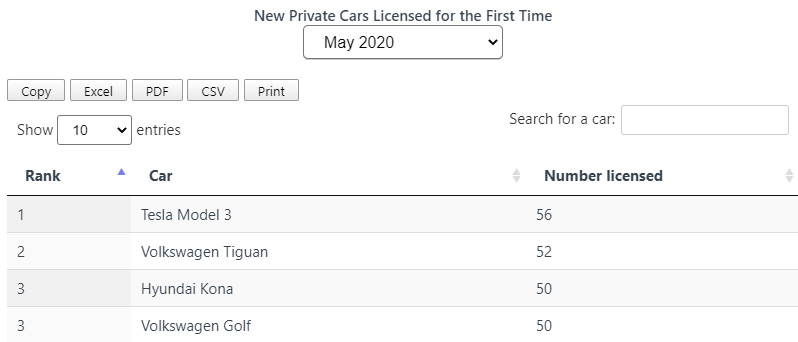 New Private Cars Licensed for the First Time
May 2020
Copy Excel PDF CSV Print
Show 10 entries
Search for a car:
Rank Car Number licensed
1 Tesla Model 3 56
2 Volkswagen Tiguan 52
3 Hyundai Kona 50
3 Volkswagen Golf 50